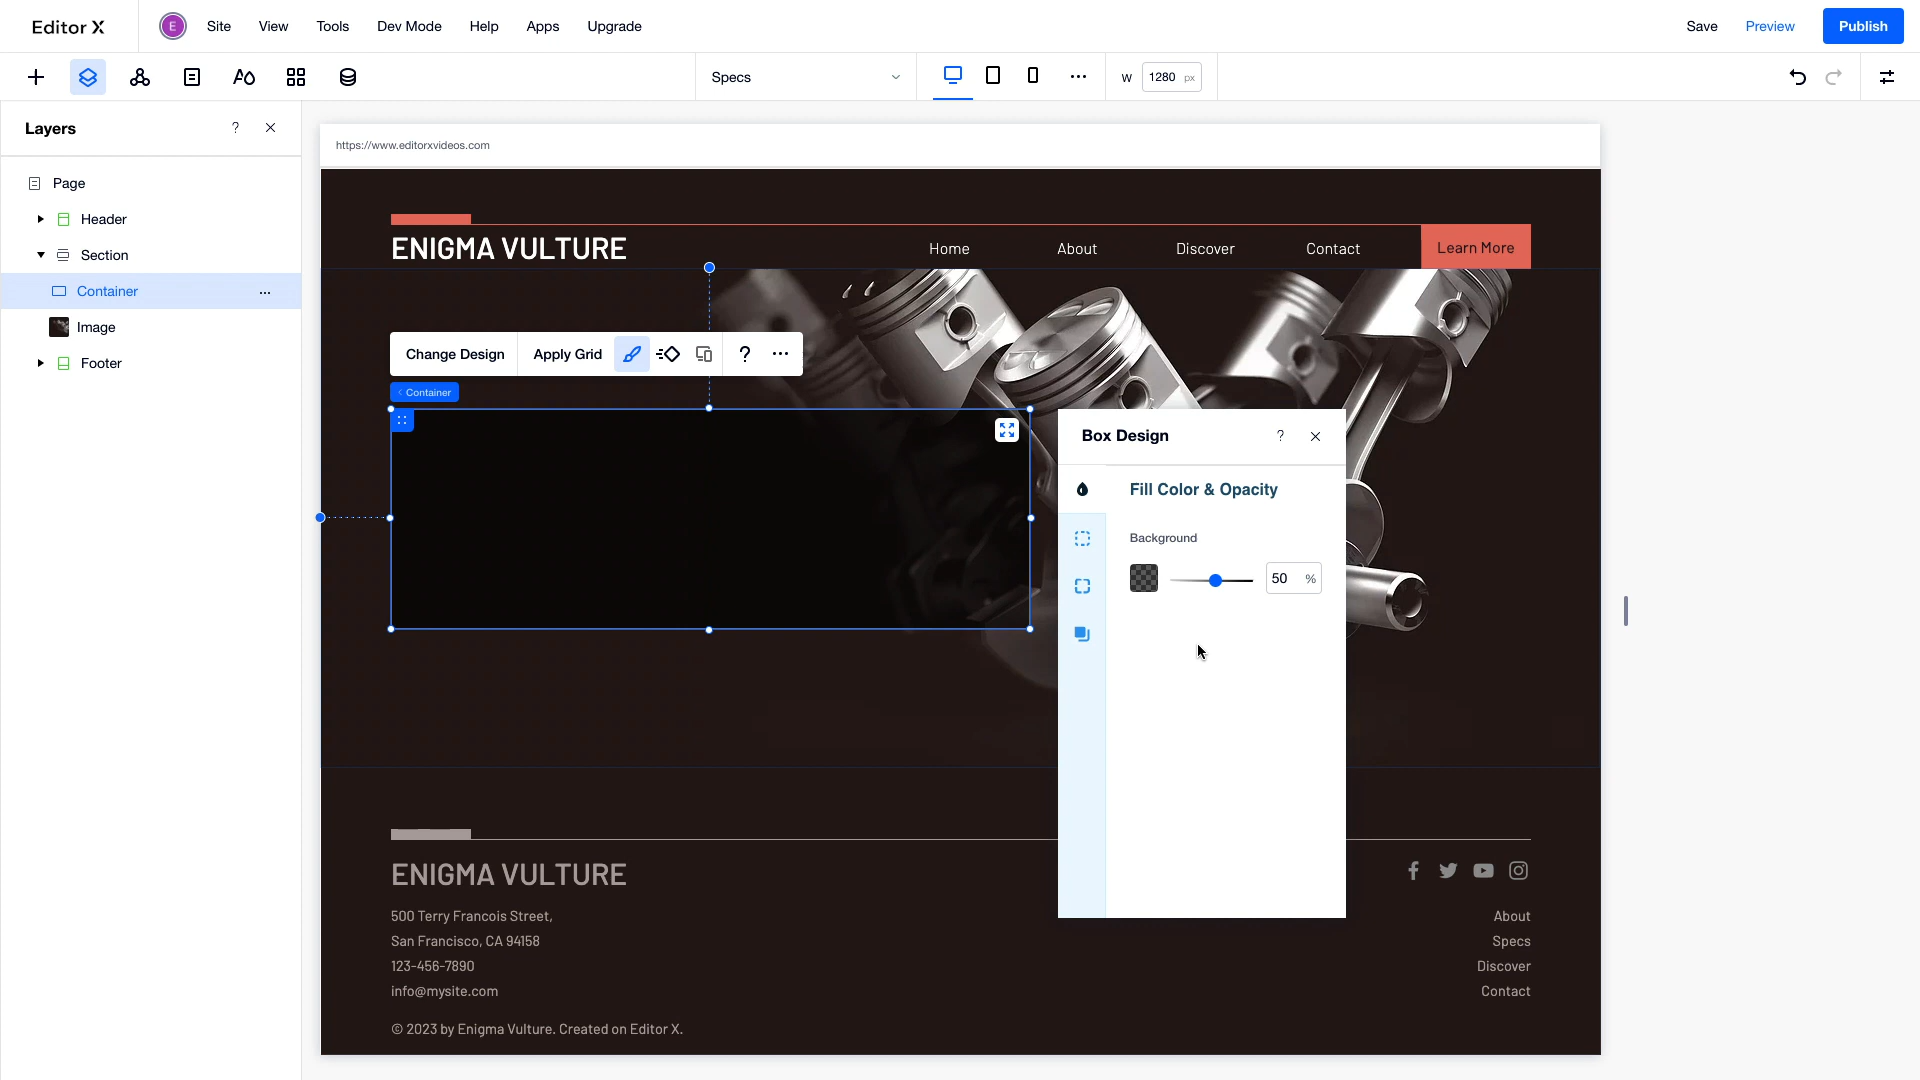 Editor X
E
Site
View
Tools
Dev Mode
Help
Apps
Upgrade
Save
Preview
Publish
Specs
W
1280 px
Layers
?
Page
Header
Section
Container
Image
Footer
https://www.editorxvideos.com
ENIGMA VULTURE
Home
About
Discover
Contact
Learn More
Change Design
Apply Grid
?
Container
Box Design
?
Fill Color & Opacity
Background
50 %
ENIGMA VULTURE
500 Terry Francois Street,
San Francisco, CA 94158
123-456-7890
info@mysite.com
© 2023 by Enigma Vulture. Created on Editor X.
About
Specs
Discover
Contact